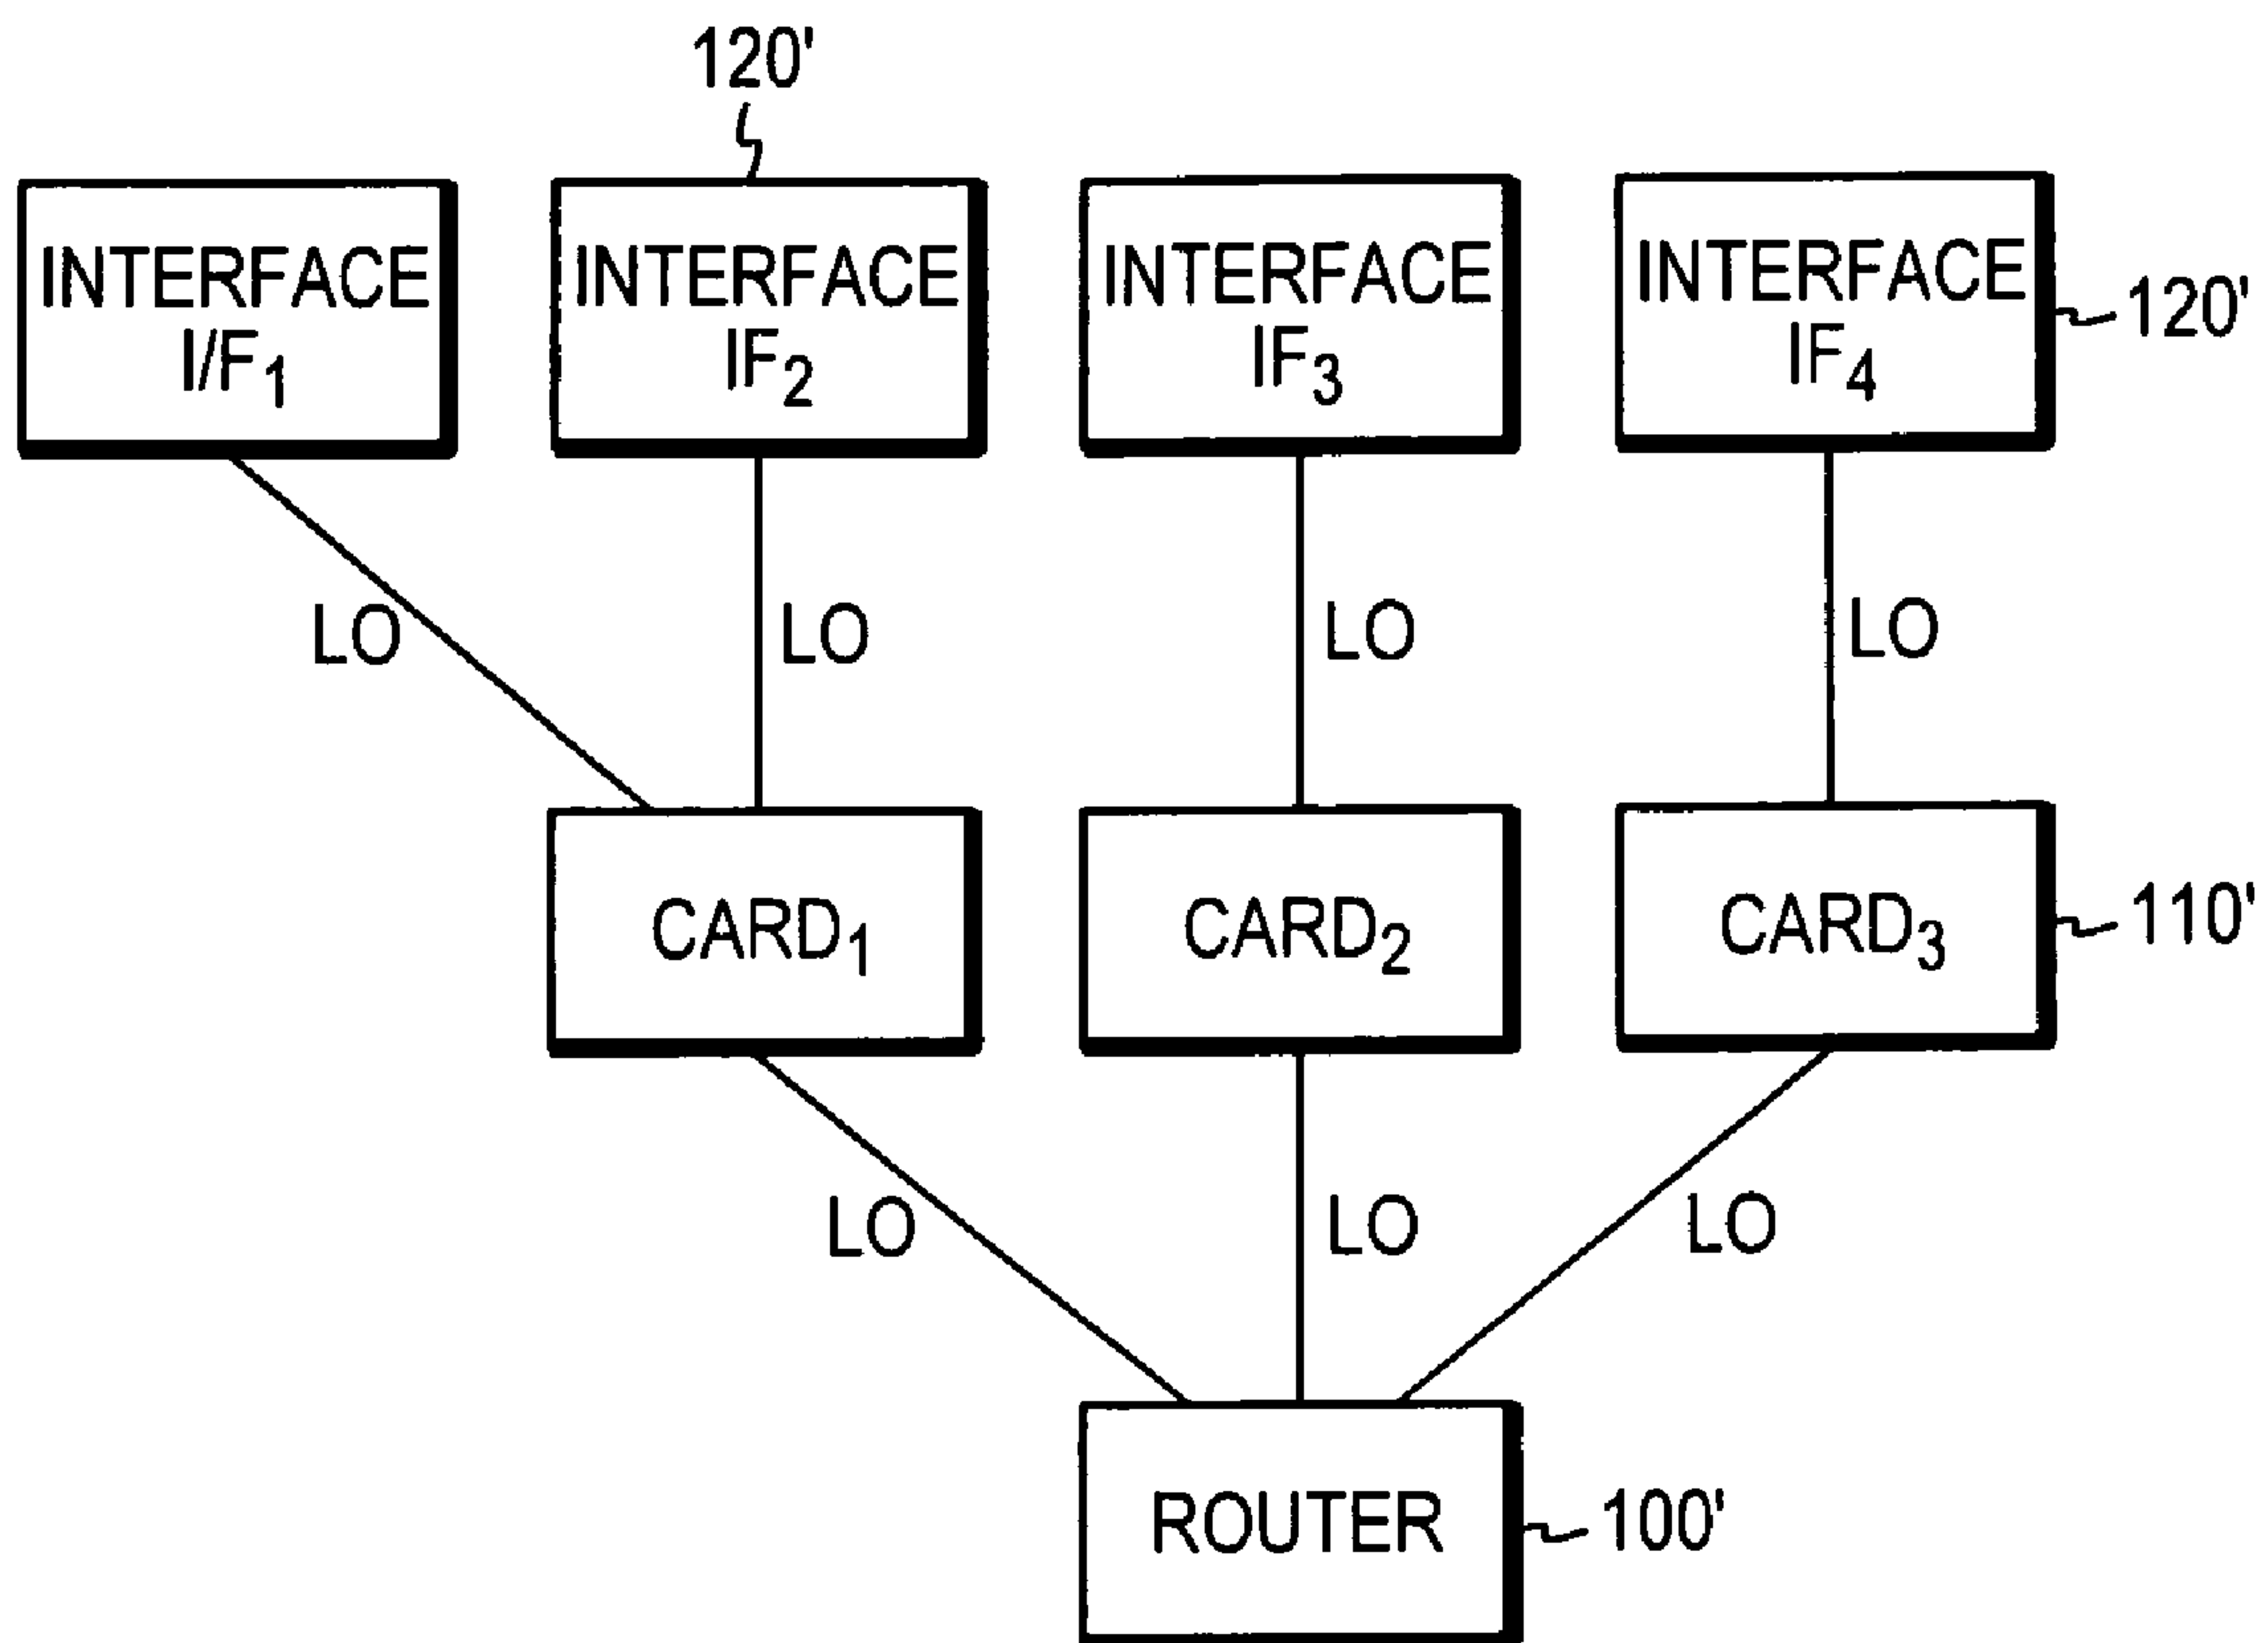 120'
INTERFACE
I/F1
INTERFACE
IF2
INTERFACE
IF3
INTERFACE
IF4
120'
LO
LO
LO
LO
CARD1
CARD2
CARD3
110'
LO
LO
LO
ROUTER
100'